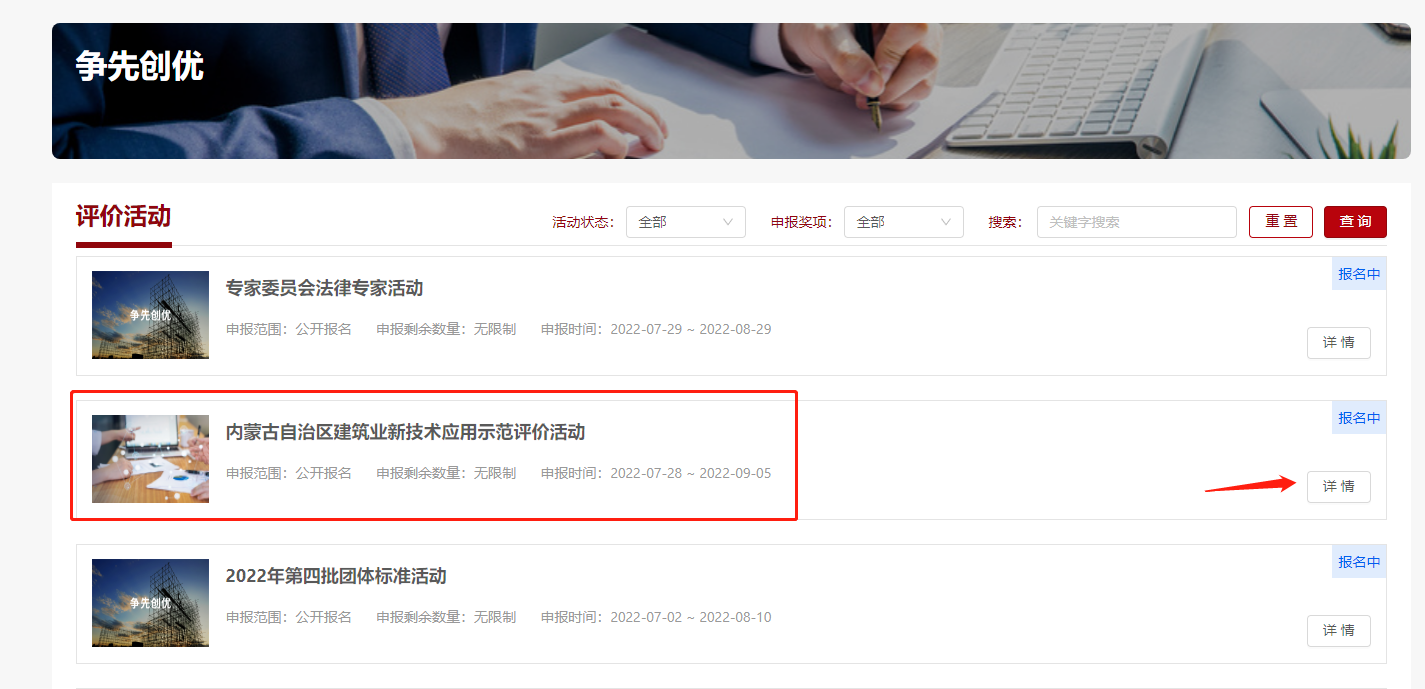 争先创优
评价活动
活动状态： 全部 申报奖项： 全部 搜索： 关键字搜索 重 置 查 询
报名中
专家委员会法律专家活动
争先创优
申报范围：公开报名 申报剩余数量：无限制 申报时间：2022-07-29 ~ 2022-08-29
详 情
报名中
内蒙古自治区建筑业新技术应用示范评价活动
申报范围：公开报名 申报剩余数量：无限制 申报时间：2022-07-28 ~ 2022-09-05
详 情
报名中
2022年第四批团体标准活动
争先创优
申报范围：公开报名 申报剩余数量：无限制 申报时间：2022-07-02 ~ 2022-08-10
详 情